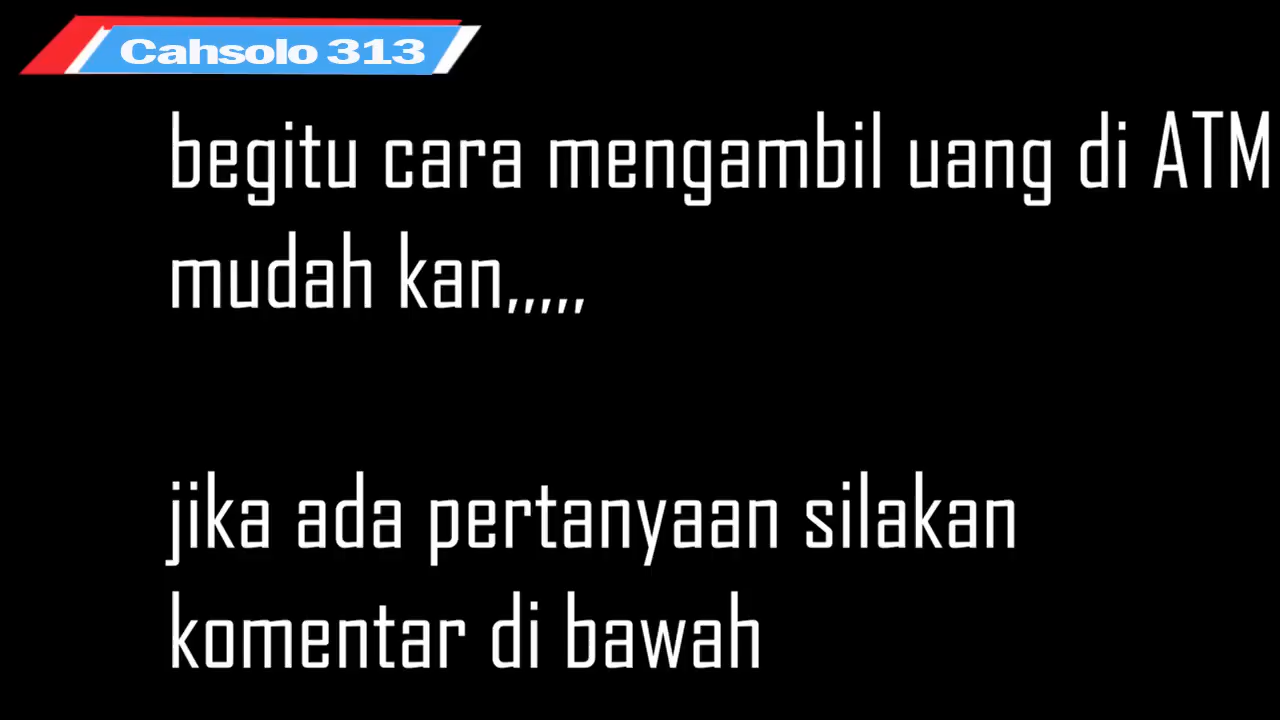 Cahsolo 313
begitu cara mengambil uang di ATM
mudah kan,,,,,
jika ada pertanyaan silakan
komentar di bawah